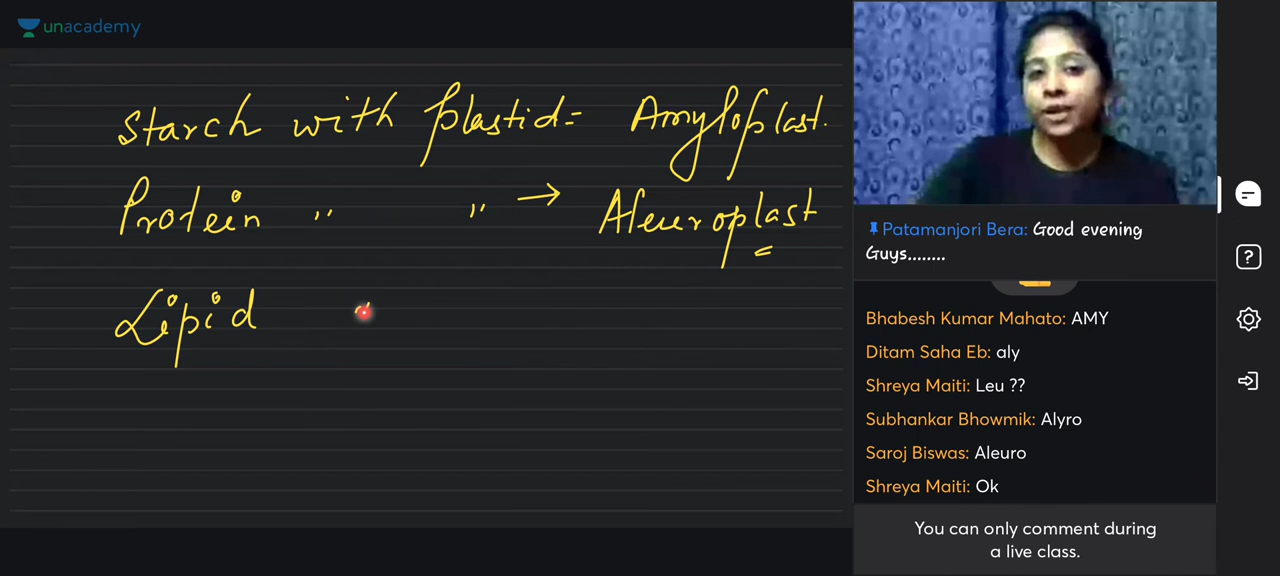 unacademy
Starch with plastid = Amyloplast.
Protein " " → Aleuroplast
Lipid "
Patamanjori Bera: Good evening
Guys........
Bhabesh Kumar Mahato: AMY
Ditam Saha Eb: aly
Shreya Maiti: Leu ??
Subhankar Bhowmik: Alyro
Saroj Biswas: Aleuro
Shreya Maiti: Ok
You can only comment during
a live class.
?